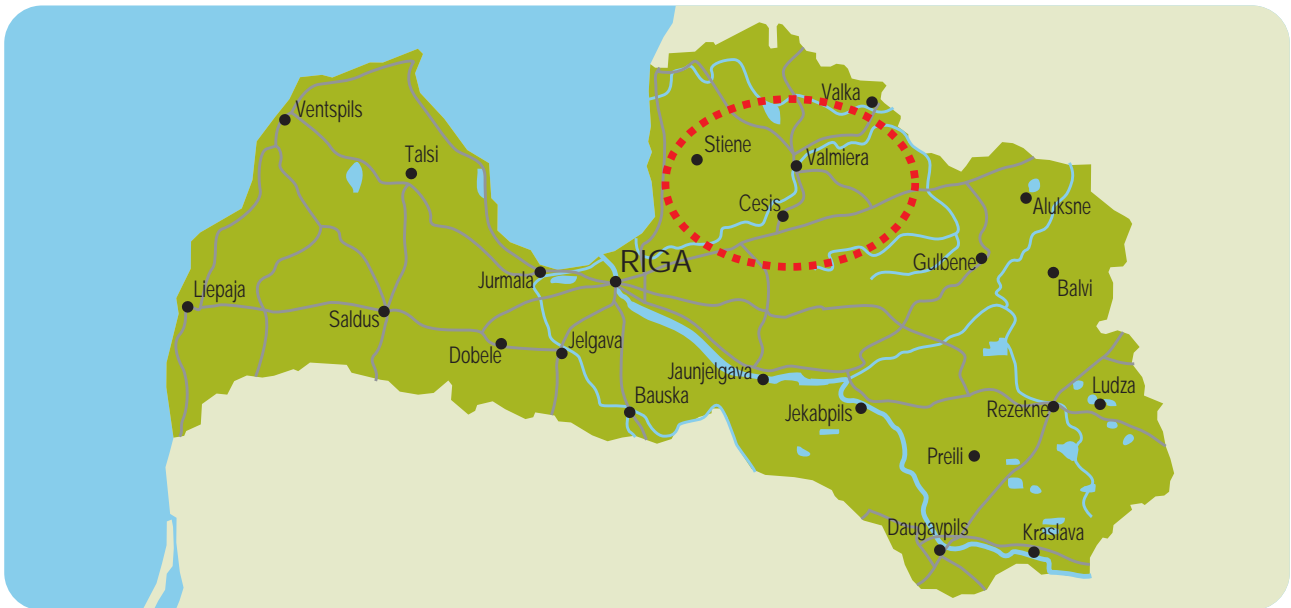 Valka
Ventspils
Stiene
Talsi
Valmiera
Cesis
Aluksne
RIGA
Gulbene
Jurmala
Balvi
Liepaja
Saldus
Jelgava
Dobele
Jaunjelgava
Ludza
Bauska
Jekabpils
Rezekne
Preili
Daugavpils
Kraslava